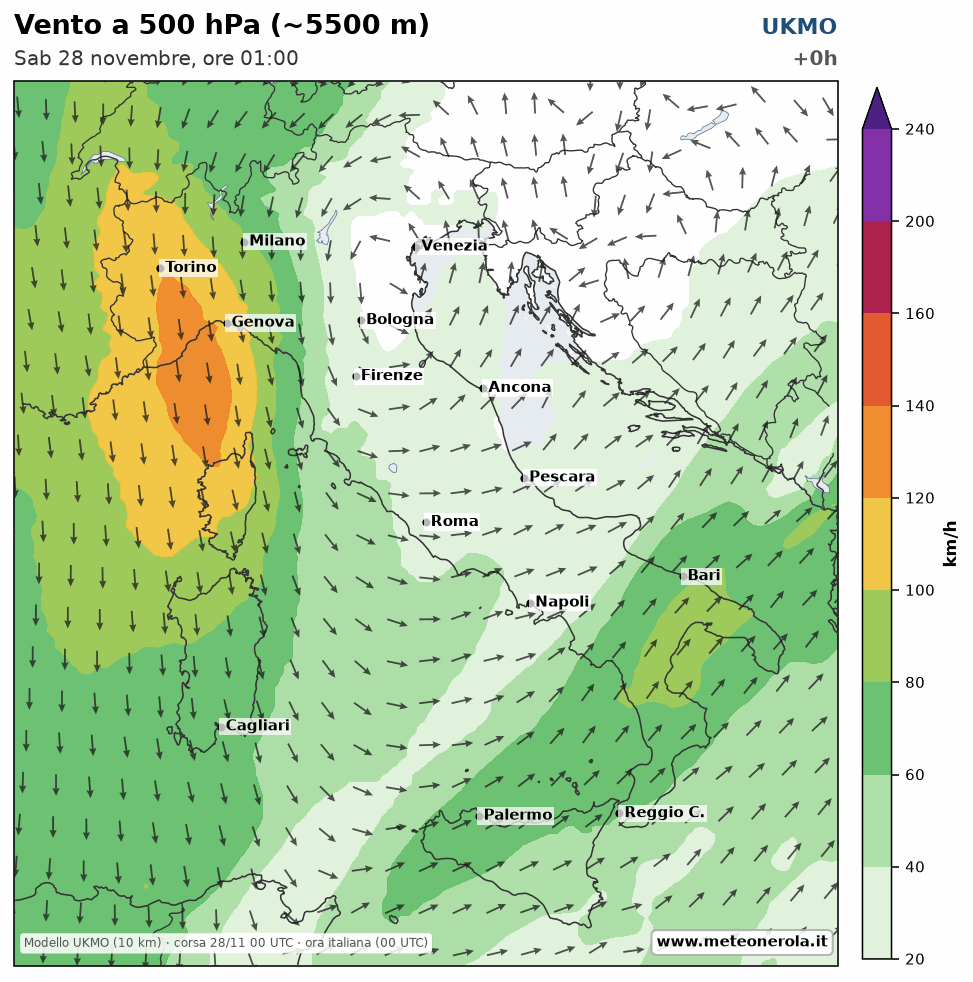 Vento a 500 hPa (~5500 m)
UKMO
Sab 28 novembre, ore 01:00
+0h
Milano
Venezia
Torino
Genova
Bologna
Firenze
Ancona
Pescara
Roma
Bari
Napoli
Cagliari
Palermo
Reggio C.
Modello UKMO (10 km) · corsa 28/11 00 UTC · ora italiana (00 UTC)
www.meteonerola.it
240
200
160
140
120
100
80
60
40
20
km/h